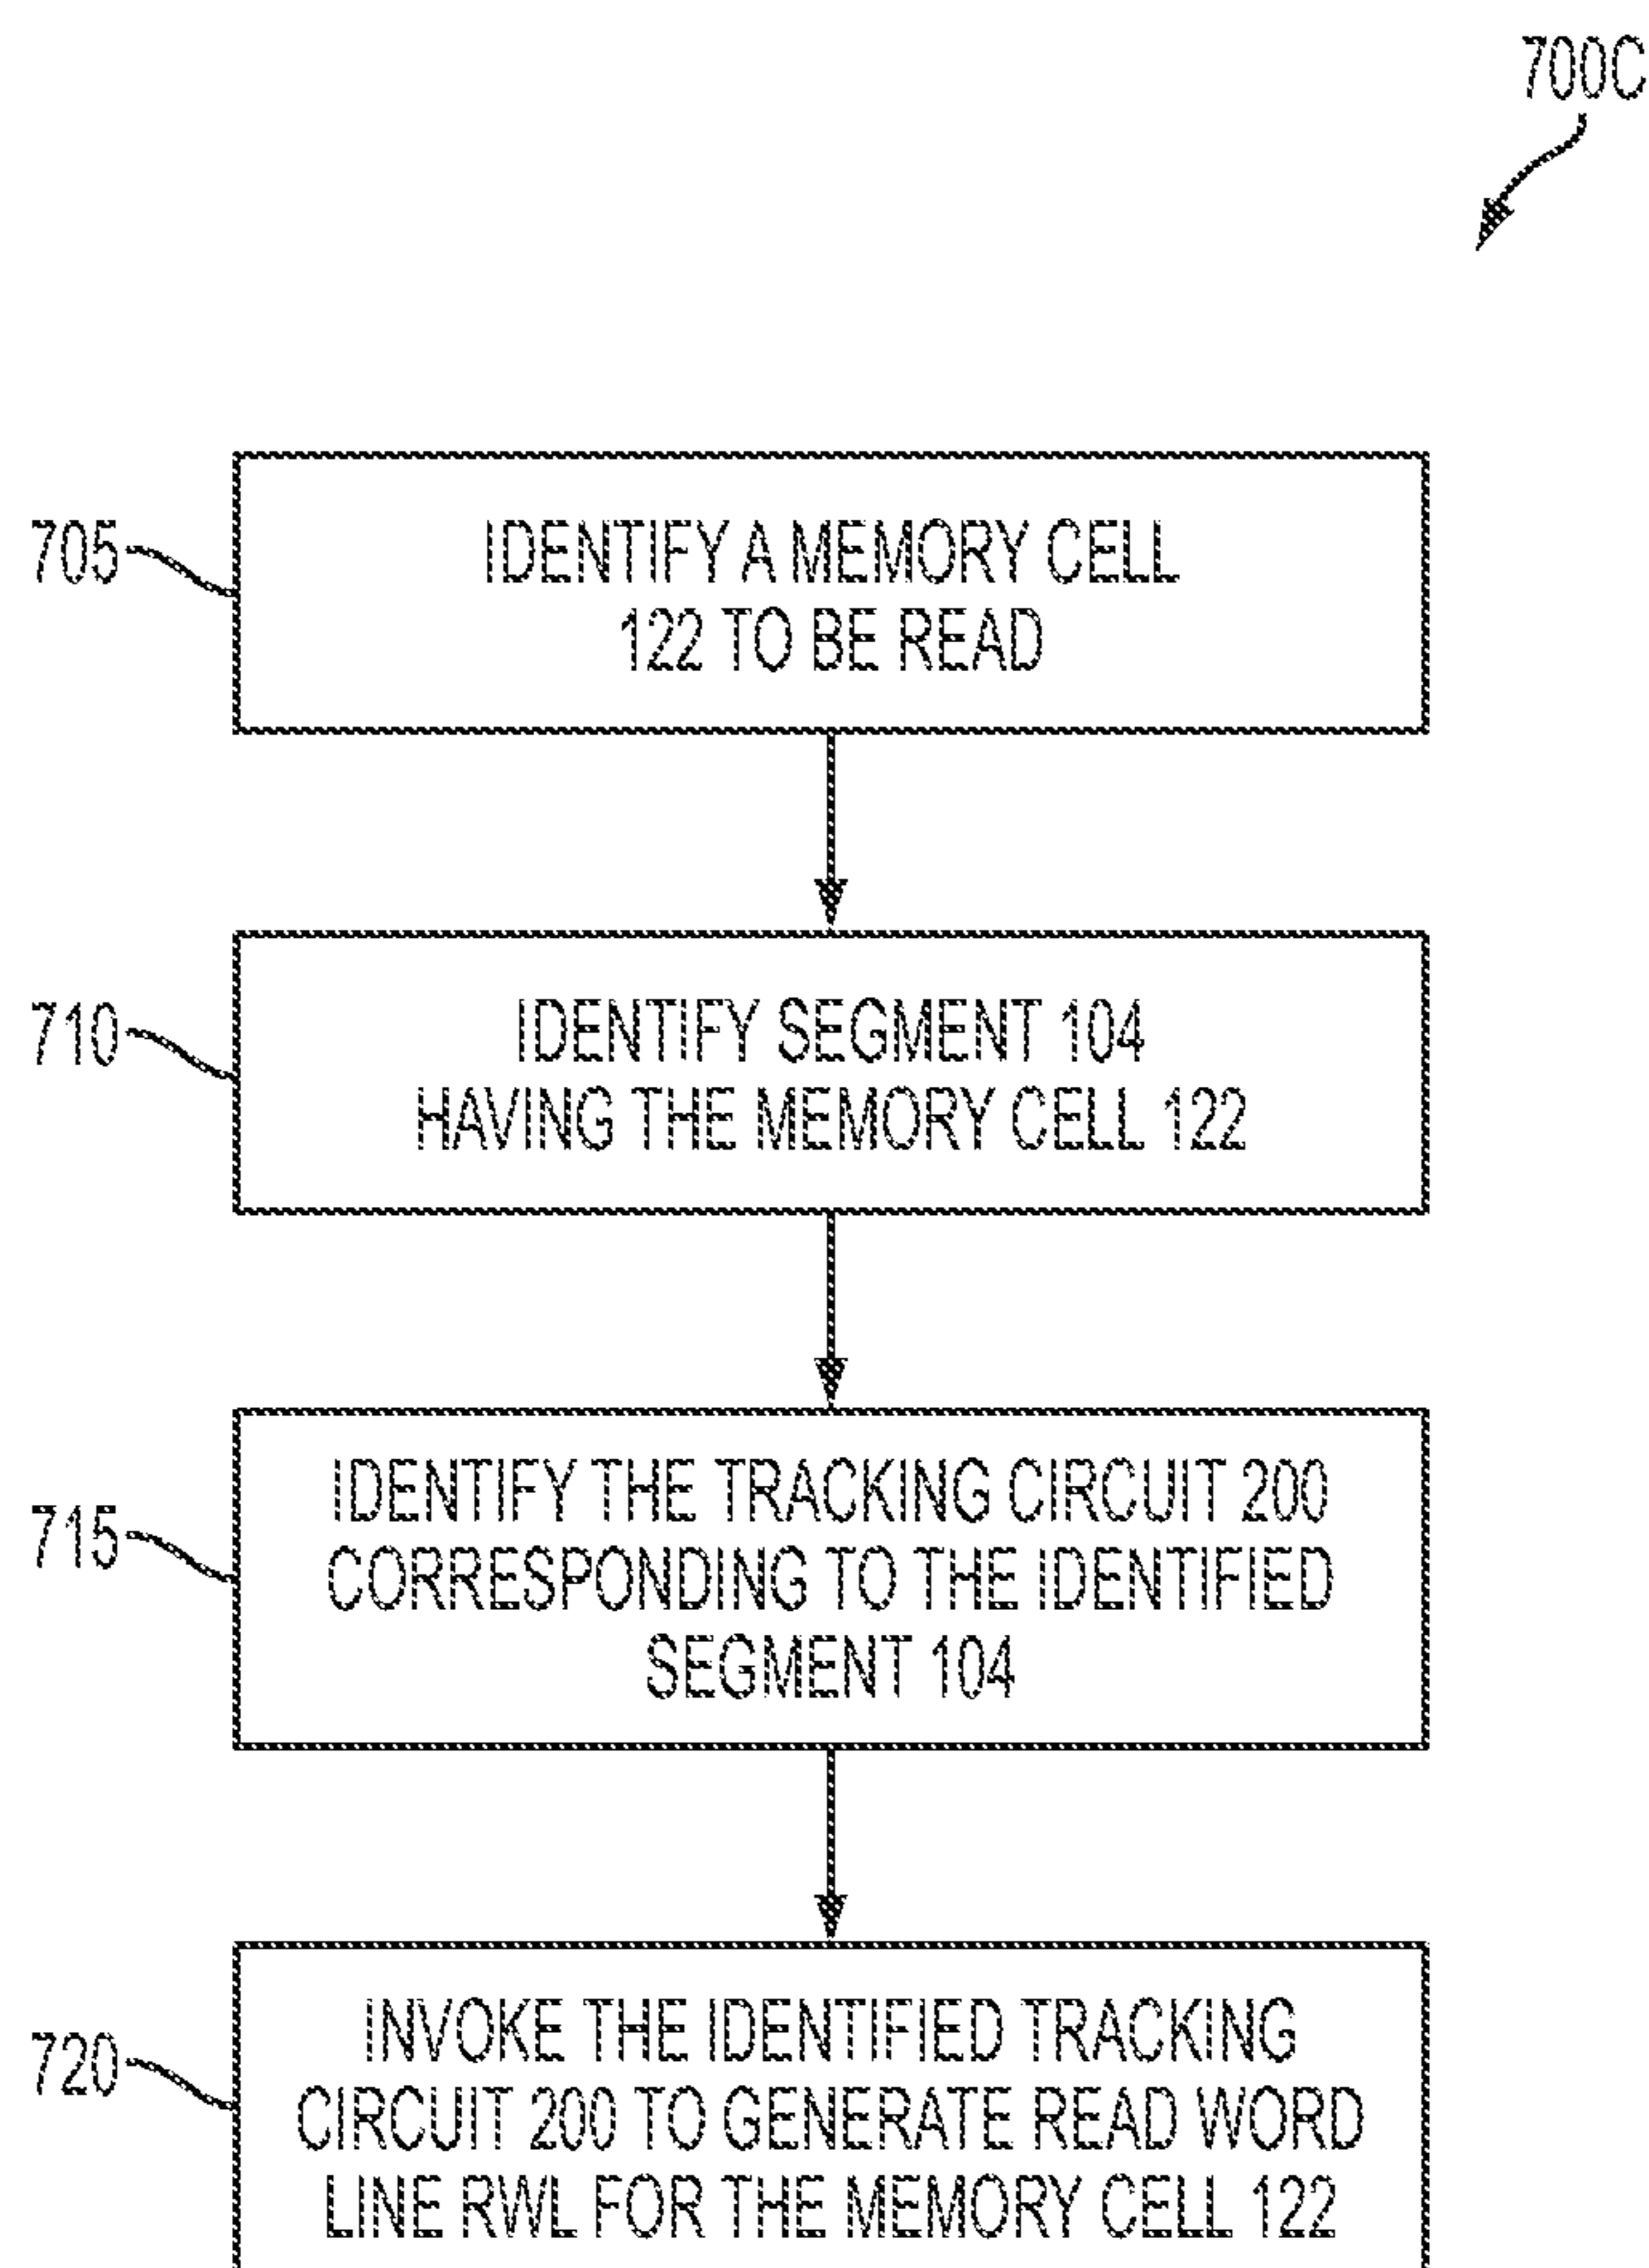 700C
705
IDENTIFY A MEMORY CELL
122 TO BE READ
710
IDENTIFY SEGMENT 104
HAVING THE MEMORY CELL 122
715
IDENTIFY THE TRACKING CIRCUIT 200
CORRESPONDING TO THE IDENTIFIED
SEGMENT 104
720
INVOKE THE IDENTIFIED TRACKING
CIRCUIT 200 TO GENERATE READ WORD
LINE RWL FOR THE MEMORY CELL 122